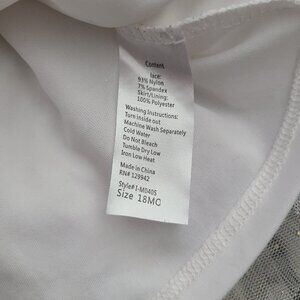 Content
lace:
93% Nylon
7% Spandex
Skirt/Lining:
100% Polyester
Washing Instructions:
Turn Inside out
Machine Wash Separately
Cold Water
Do Not Bleach
Tumble Dry Low
Iron Low Heat
Made in China
RN# 129942
Style# I-M0405
Size 18MO